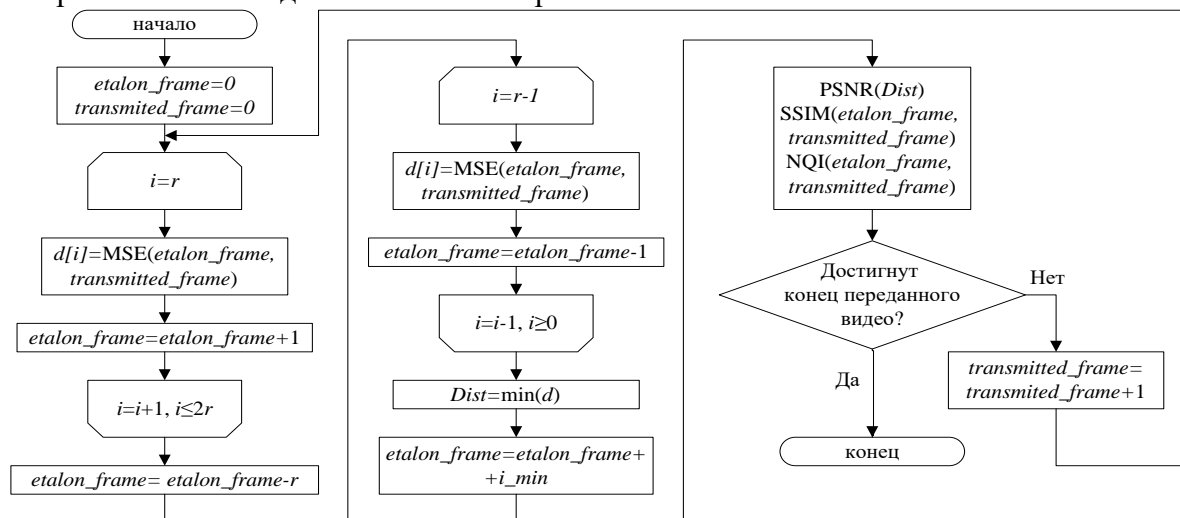 начало
etalon_frame=0
transmited_frame=0
i=r
d[i]=MSE(etalon_frame,
transmitted_frame)
etalon_frame=etalon_frame+1
i=i+1, i≤2r
etalon_frame= etalon_frame-r
i=r-1
d[i]=MSE(etalon_frame,
transmitted_frame)
etalon_frame=etalon_frame-1
i=i-1, i≥0
Dist=min(d)
etalon_frame=etalon_frame+
+i_min
PSNR(Dist)
SSIM(etalon_frame,
transmitted_frame)
NQI(etalon_frame,
transmitted_frame)
Достигнут
конец переданного
видео?
Нет
Да
transmitted_frame=
transmited_frame+1
конец